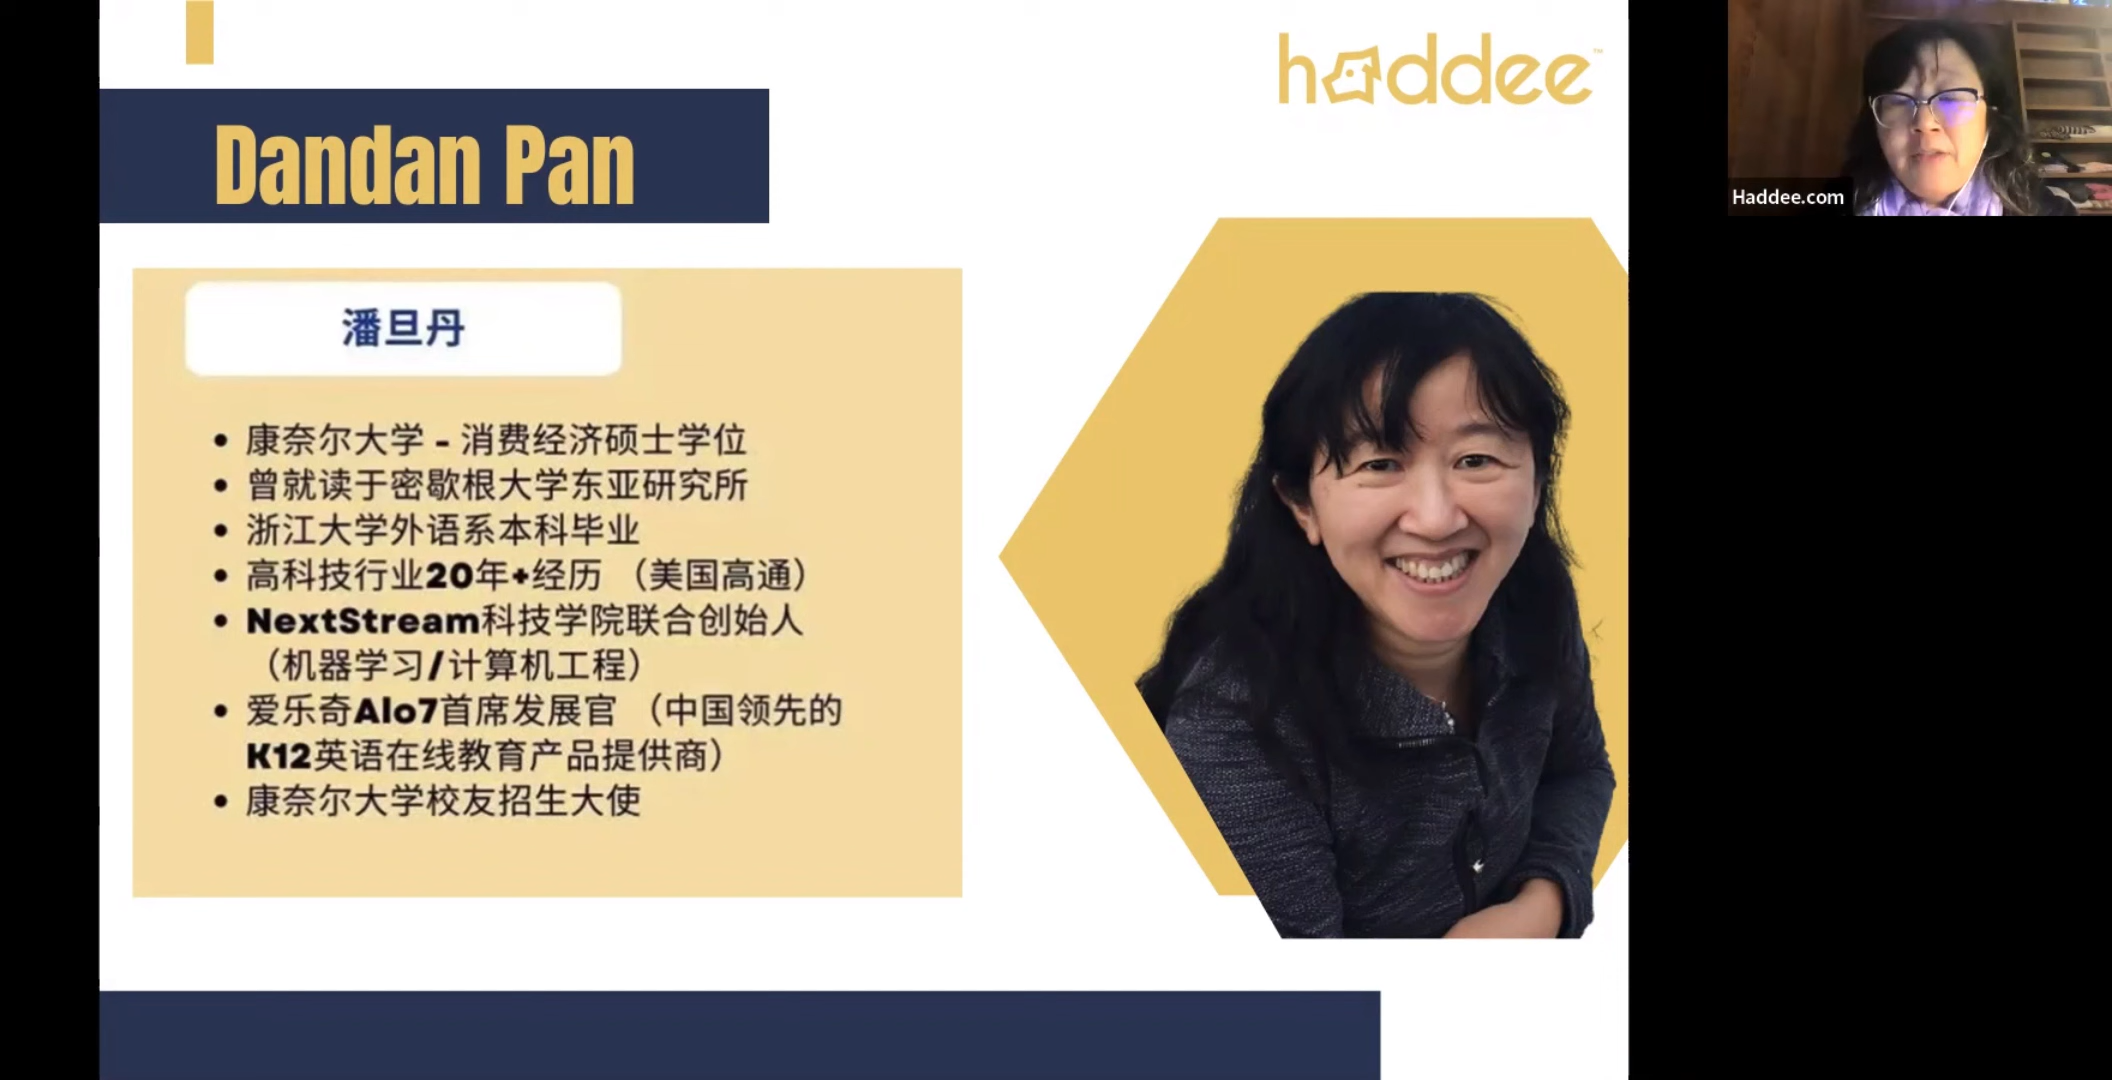 haddee™
Dandan Pan
潘旦丹
• 康奈尔大学 - 消费经济硕士学位
• 曾就读于密歇根大学东亚研究所
• 浙江大学外语系本科毕业
• 高科技行业20年+经历 （美国高通）
• NextStream科技学院联合创始人
（机器学习/计算机工程）
• 爱乐奇Alo7首席发展官 （中国领先的
K12英语在线教育产品提供商）
• 康奈尔大学校友招生大使
Haddee.com